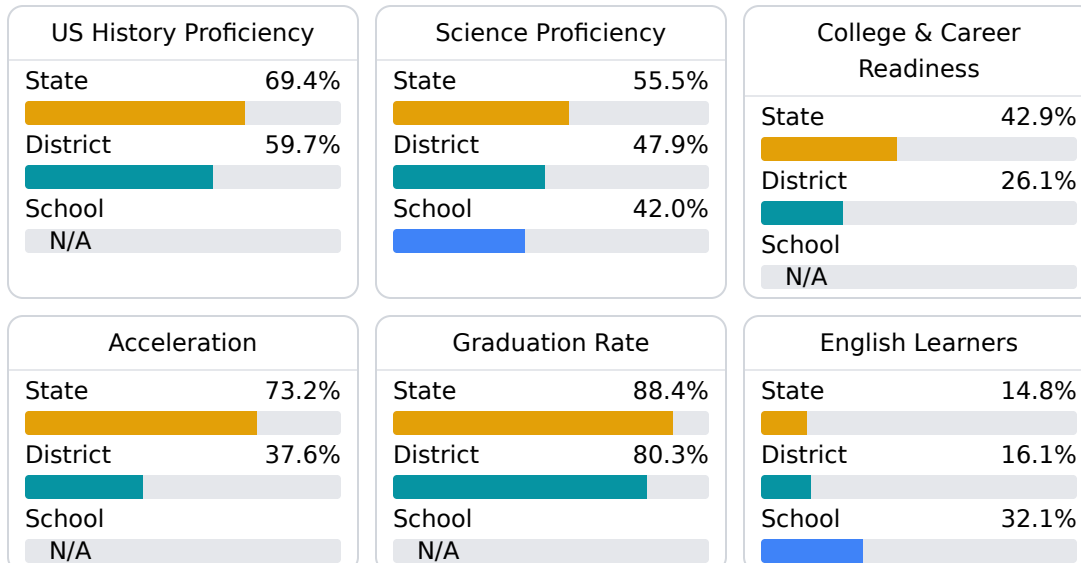 US History Proficiency
State 69.4%
District 59.7%
School
N/A
Science Proficiency
State 55.5%
District 47.9%
School 42.0%
College & Career
Readiness
State 42.9%
District 26.1%
School
N/A
Acceleration
State 73.2%
District 37.6%
School
N/A
Graduation Rate
State 88.4%
District 80.3%
School
N/A
English Learners
State 14.8%
District 16.1%
School 32.1%